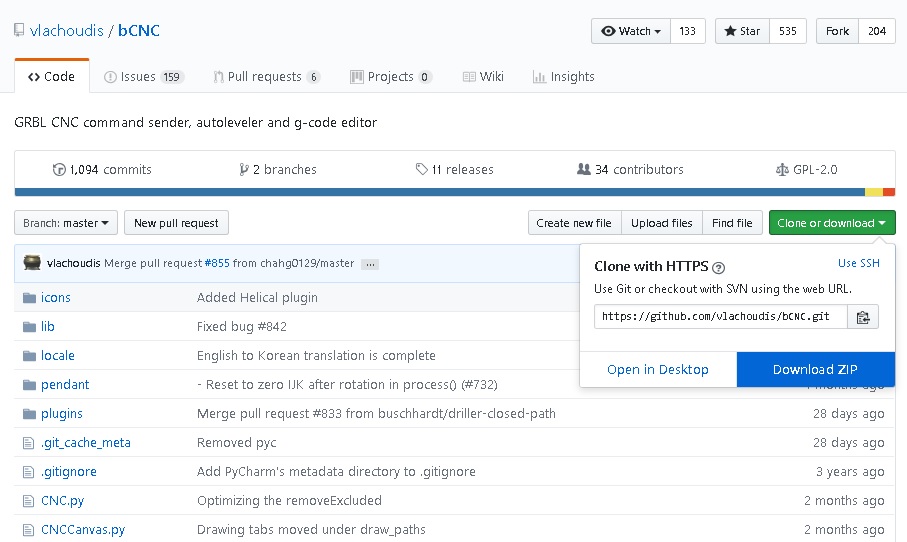 vlachoudis / bCNC
Watch 133 Star 535 Fork 204
Code Issues 159 Pull requests 6 Projects 0 Wiki Insights
GRBL CNC command sender, autoleveler and g-code editor
1,094 commits 2 branches 11 releases 34 contributors GPL-2.0
Branch: master New pull request Create new file Upload files Find file Clone or download
vlachoudis Merge pull request #855 from chahg0129/master ...
Clone with HTTPS ? Use SSH
Use Git or checkout with SVN using the web URL.
https://github.com/vlachoudis/bCNC.git
Open in Desktop Download ZIP
icons Added Helical plugin
lib Fixed bug #842
locale English to Korean translation is complete
pendant - Reset to zero IJK after rotation in process() (#732) months ago
plugins Merge pull request #833 from buschhardt/driller-closed-path 28 days ago
.git_cache_meta Removed pyc 28 days ago
.gitignore Add PyCharm's metadata directory to .gitignore 3 years ago
CNC.py Optimizing the removeExcluded 2 months ago
CNCCanvas.py Drawing tabs moved under draw_paths 2 months ago